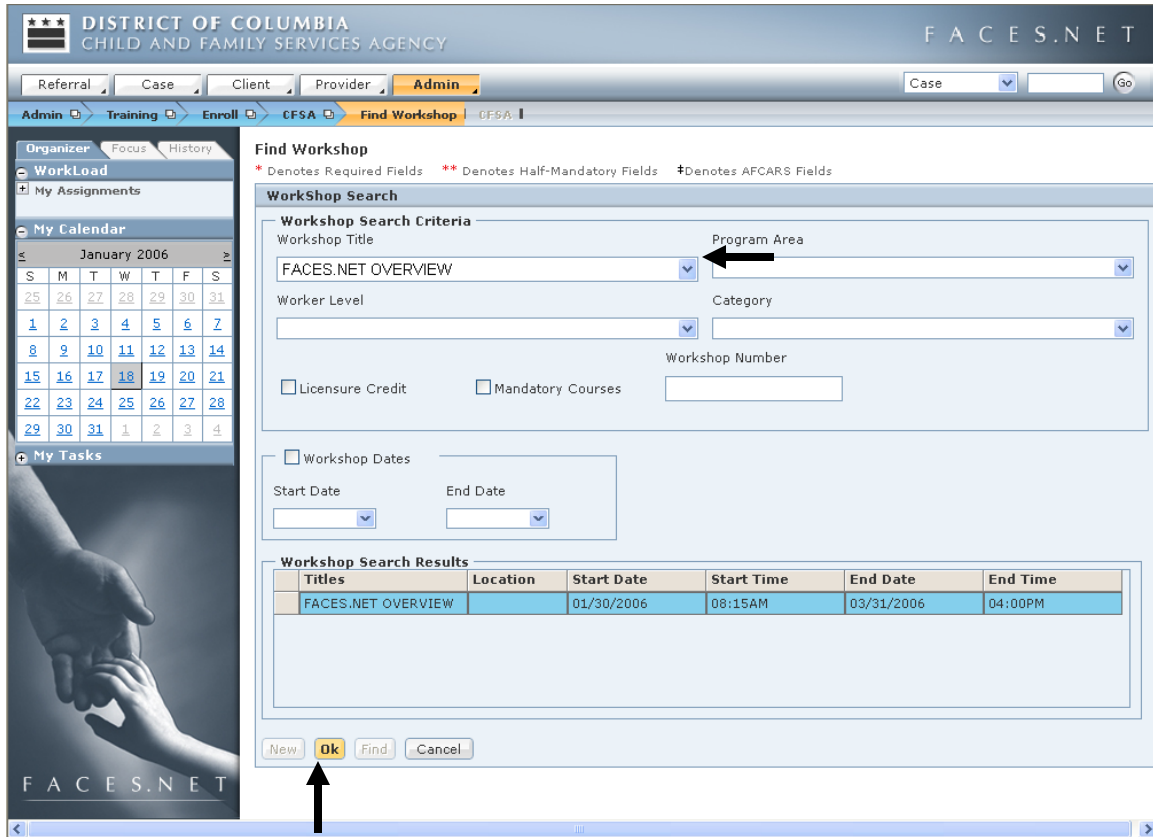 DISTRICT OF COLUMBIA
CHILD AND FAMILY SERVICES AGENCY
FACES.NET
Referral Case Client Provider Admin Case Go
Admin Training Enroll CFSA Find Workshop CFSA
Organizer Focus History
WorkLoad
My Assignments
My Calendar
< January 2006 >
S M T W T F S
25 26 27 28 29 30 31
1 2 3 4 5 6 7
8 9 10 11 12 13 14
15 16 17 18 19 20 21
22 23 24 25 26 27 28
29 30 31 1 2 3 4
My Tasks
FACES.NET
Find Workshop
* Denotes Required Fields ** Denotes Half-Mandatory Fields ‡Denotes AFCARS Fields
WorkShop Search
Workshop Search Criteria
Workshop Title Program Area
FACES.NET OVERVIEW
Worker Level Category
Workshop Number
Licensure Credit Mandatory Courses
Workshop Dates
Start Date End Date
Workshop Search Results
Titles Location Start Date Start Time End Date End Time
FACES.NET OVERVIEW 01/30/2006 08:15AM 03/31/2006 04:00PM
New Ok Find Cancel